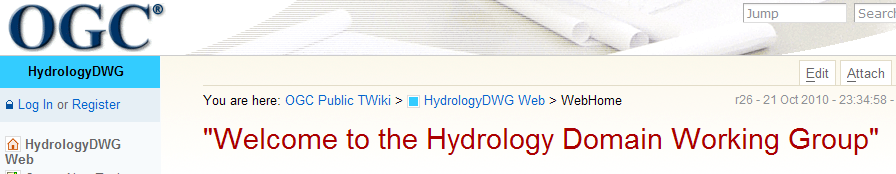 OGC®
Jump
Search
HydrologyDWG
Edit
Attach
Log In or Register
You are here: OGC Public TWiki > HydrologyDWG Web > WebHome
r26 - 21 Oct 2010 - 23:34:58 -
"Welcome to the Hydrology Domain Working Group"
HydrologyDWG
Web